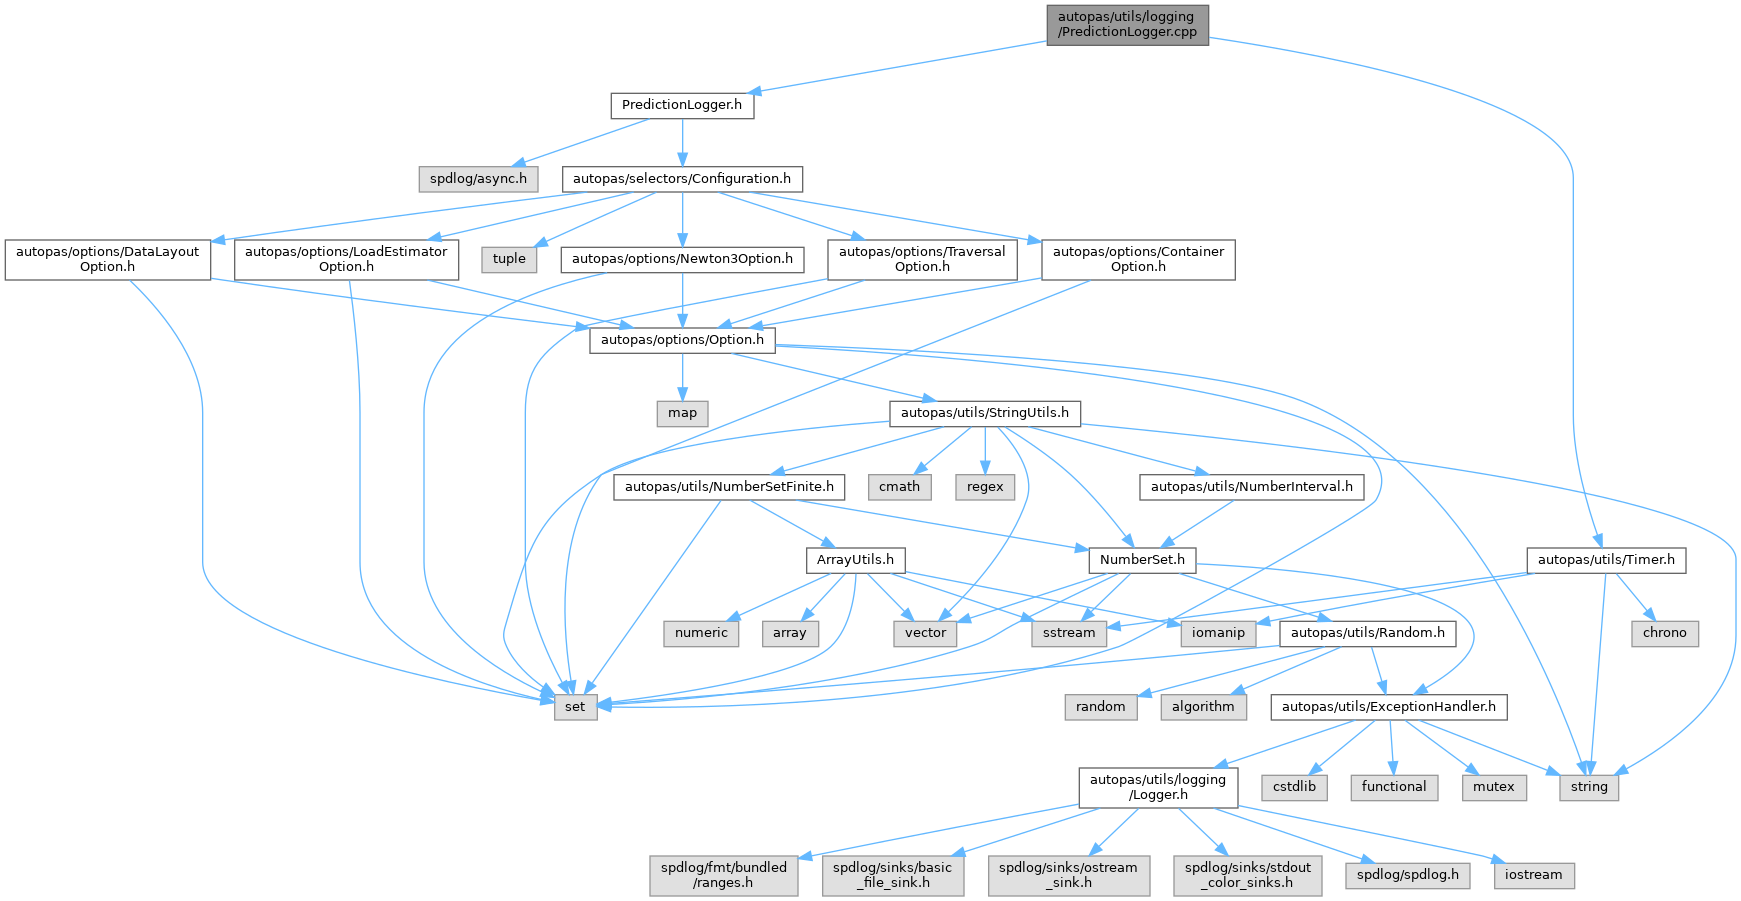 autopas/utils/logging
/PredictionLogger.cpp
PredictionLogger.h
spdlog/async.h
autopas/selectors/Configuration.h
autopas/options/DataLayout
Option.h
autopas/options/LoadEstimator
Option.h
tuple
autopas/options/Newton3Option.h
autopas/options/Traversal
Option.h
autopas/options/Container
Option.h
autopas/options/Option.h
map
autopas/utils/StringUtils.h
autopas/utils/NumberSetFinite.h
cmath
regex
autopas/utils/NumberInterval.h
ArrayUtils.h
NumberSet.h
autopas/utils/Timer.h
numeric
array
vector
sstream
iomanip
autopas/utils/Random.h
chrono
set
random
algorithm
autopas/utils/ExceptionHandler.h
autopas/utils/logging
/Logger.h
cstdlib
functional
mutex
string
spdlog/fmt/bundled
/ranges.h
spdlog/sinks/basic
_file_sink.h
spdlog/sinks/ostream
_sink.h
spdlog/sinks/stdout
_color_sinks.h
spdlog/spdlog.h
iostream